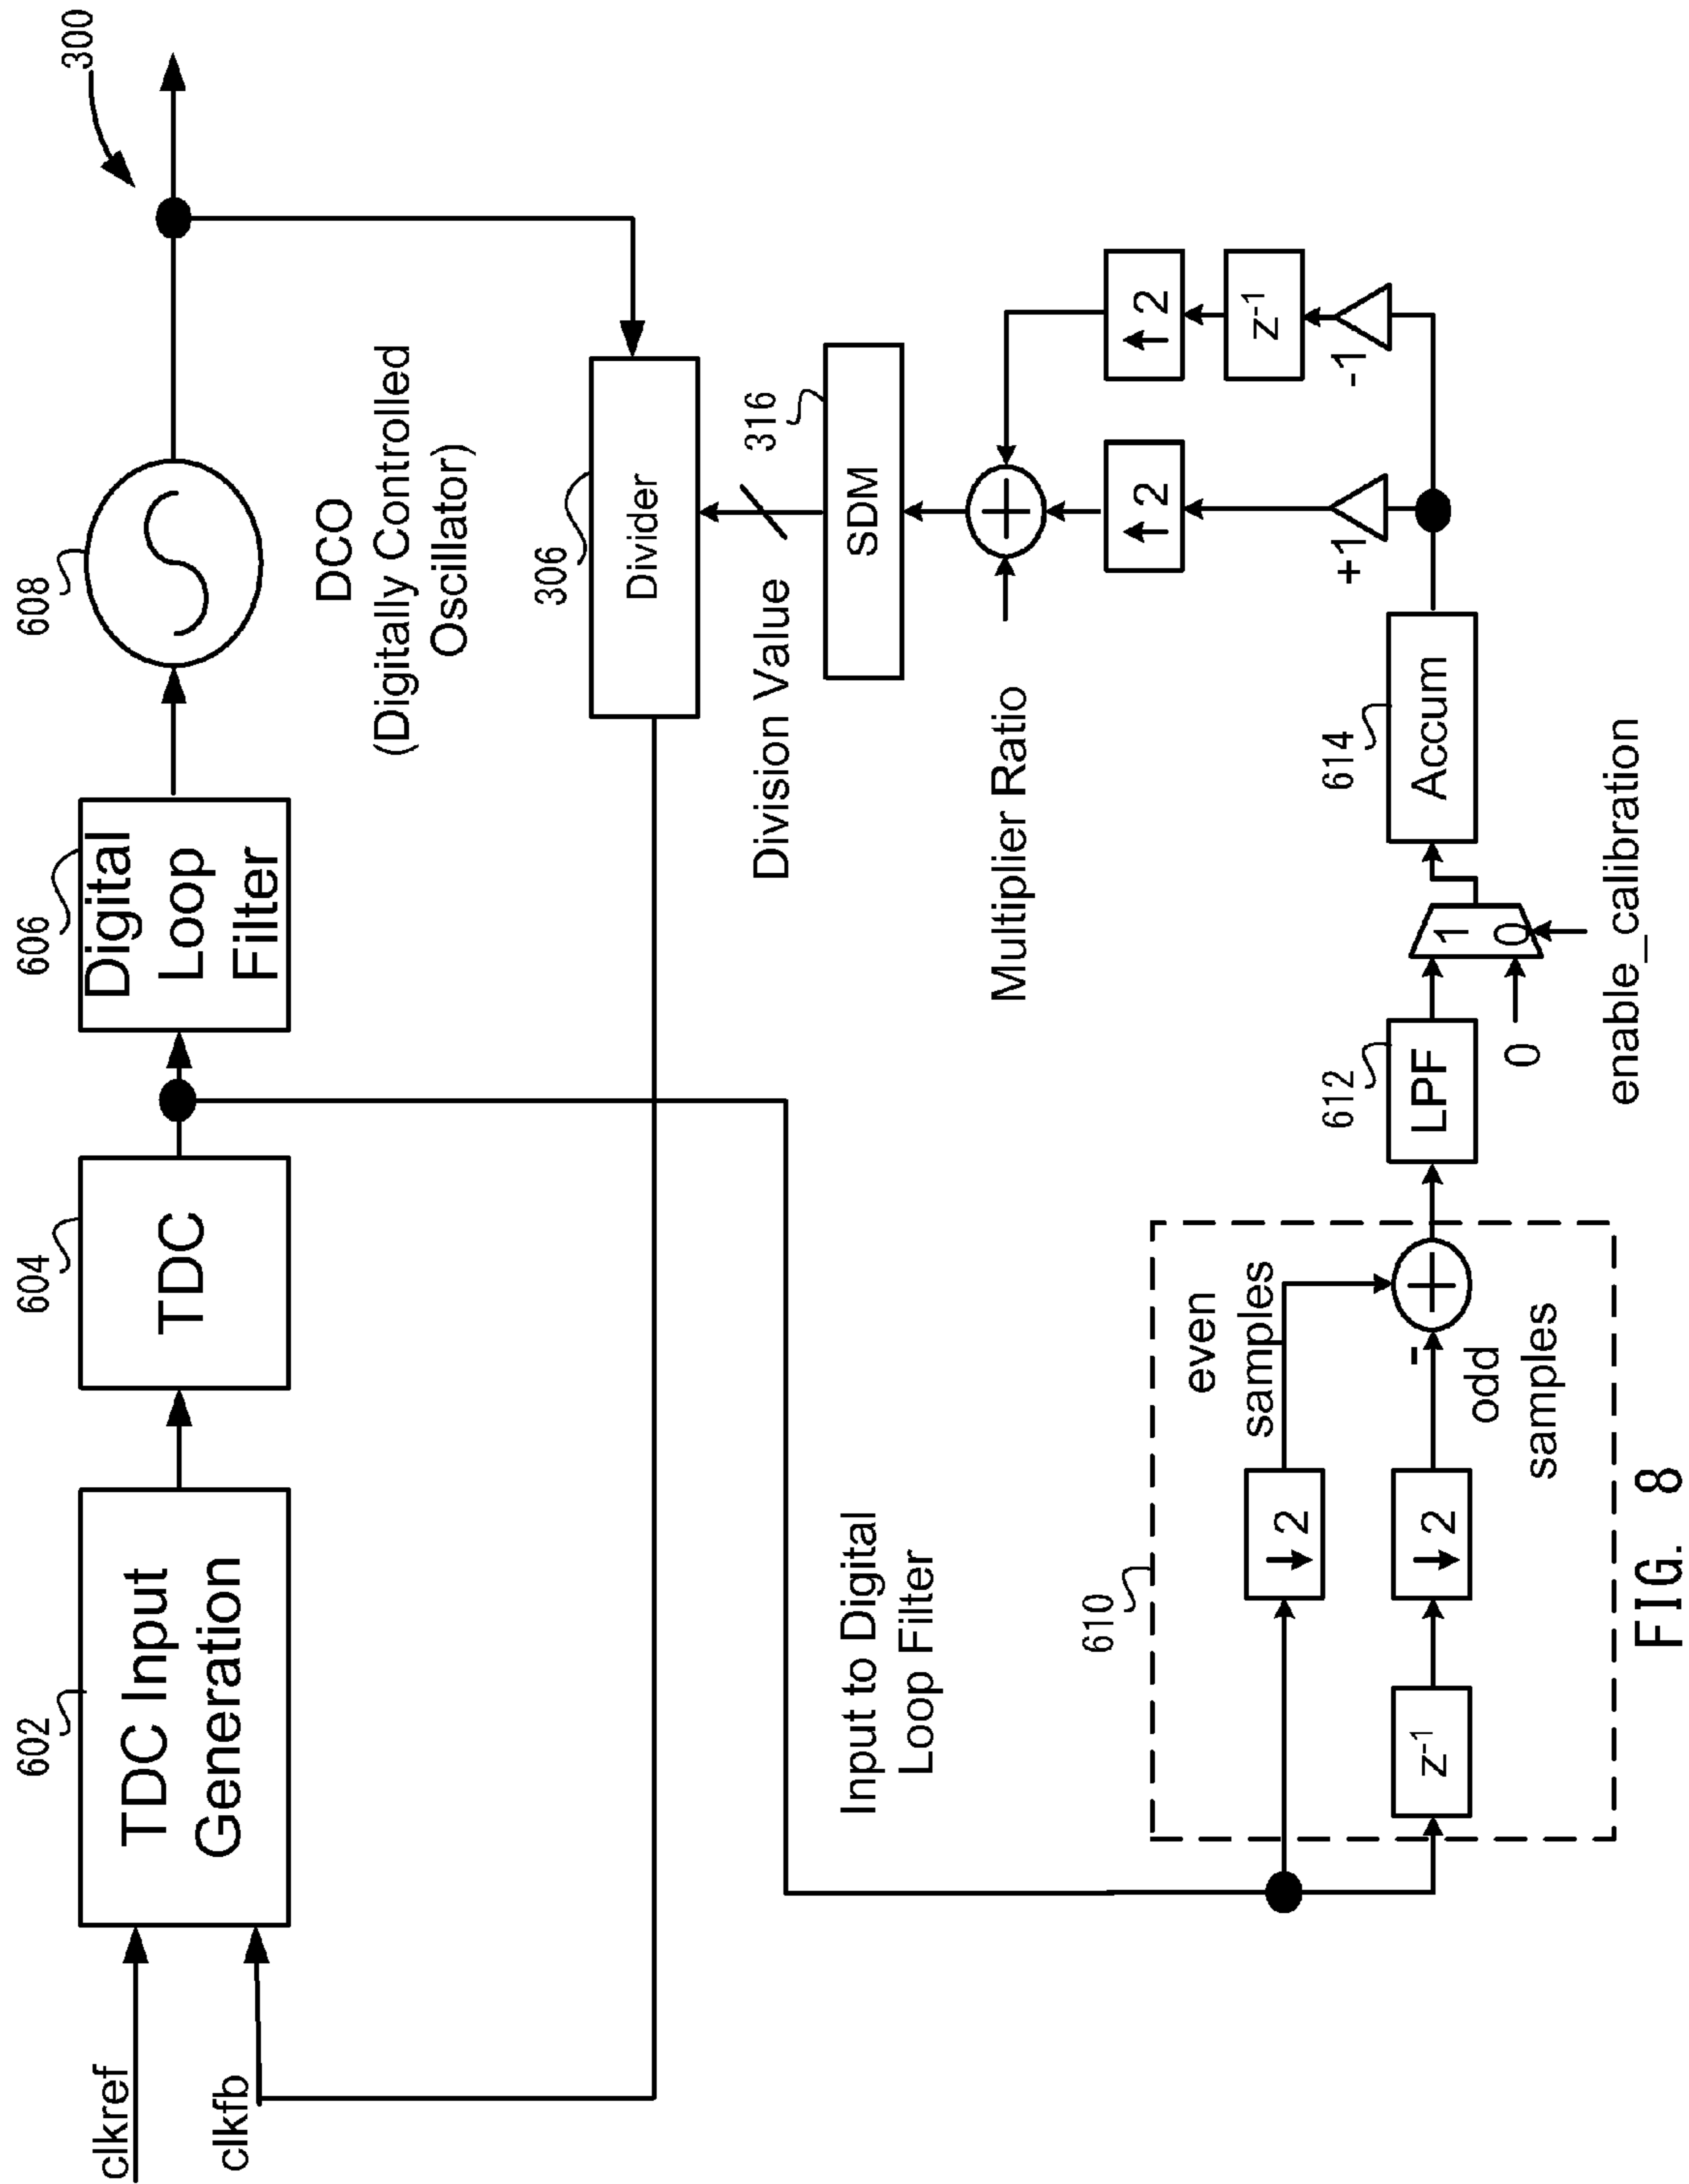 300
608
DCO
(Digitally Controlled
Oscillator)
606
Digital
Loop
Filter
604
TDC
602
TDC Input
Generation
clkref
clkfb
306
Divider
Division Value
316
SDM
Multiplier Ratio
+
↑ 2
↑ 2
z-1
+1
-1
614
Accum
1
0
0
enable_calibration
612
LPF
Input to Digital
Loop Filter
610
even
samples
+
-
odd
samples
↓ 2
↓ 2
z-1
FIG. 8